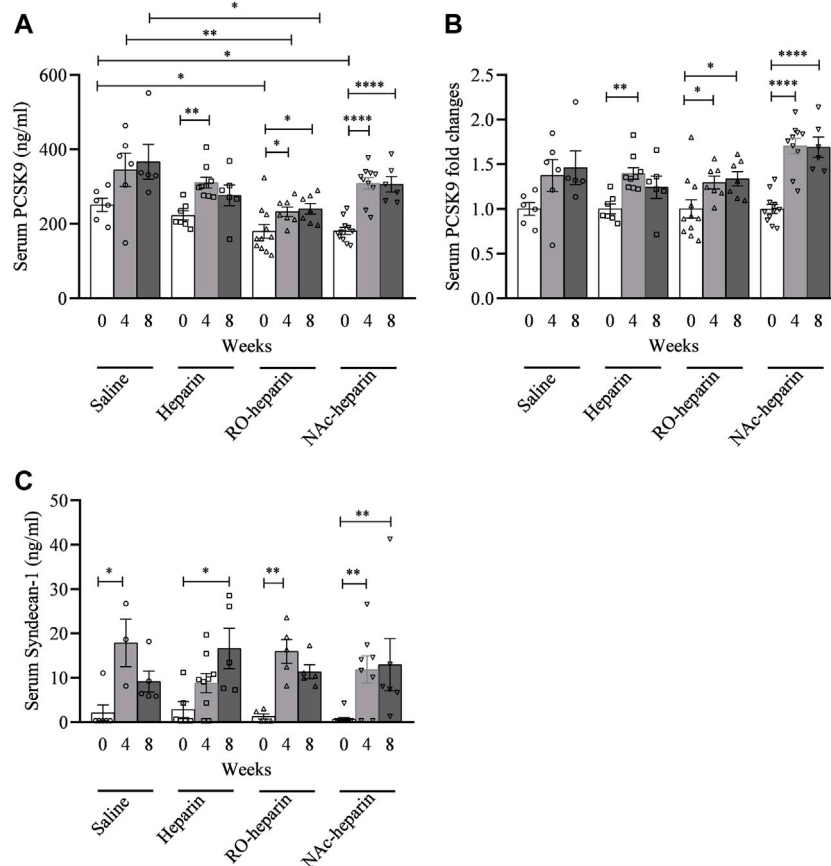 A
B
*
**
*
*
**
*
*
****
****
600
400
200
0
Serum PCSK9 (ng/ml)
0 4 8 0 4 8 0 4 8 0 4 8
Weeks
Saline
Heparin
RO-heparin
NAc-heparin
**
*
*
****
****
2.5
2.0
1.5
1.0
0.5
0.0
Serum PCSK9 fold changes
0 4 8 0 4 8 0 4 8 0 4 8
Weeks
Saline
Heparin
RO-heparin
NAc-heparin
C
*
*
**
**
**
50
40
30
20
10
0
Serum Syndecan-1 (ng/ml)
0 4 8 0 4 8 0 4 8 0 4 8
Weeks
Saline
Heparin
RO-heparin
NAc-heparin